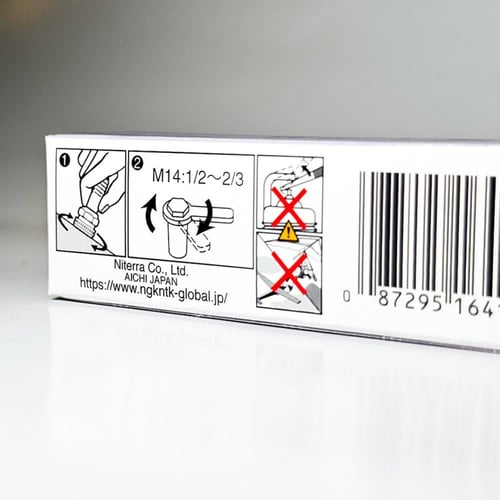 1
2
M14:1/2～2/3
Niterra Co., Ltd.
AICHI JAPAN
https://www.ngkntk-global.jp/
0 87295 1641